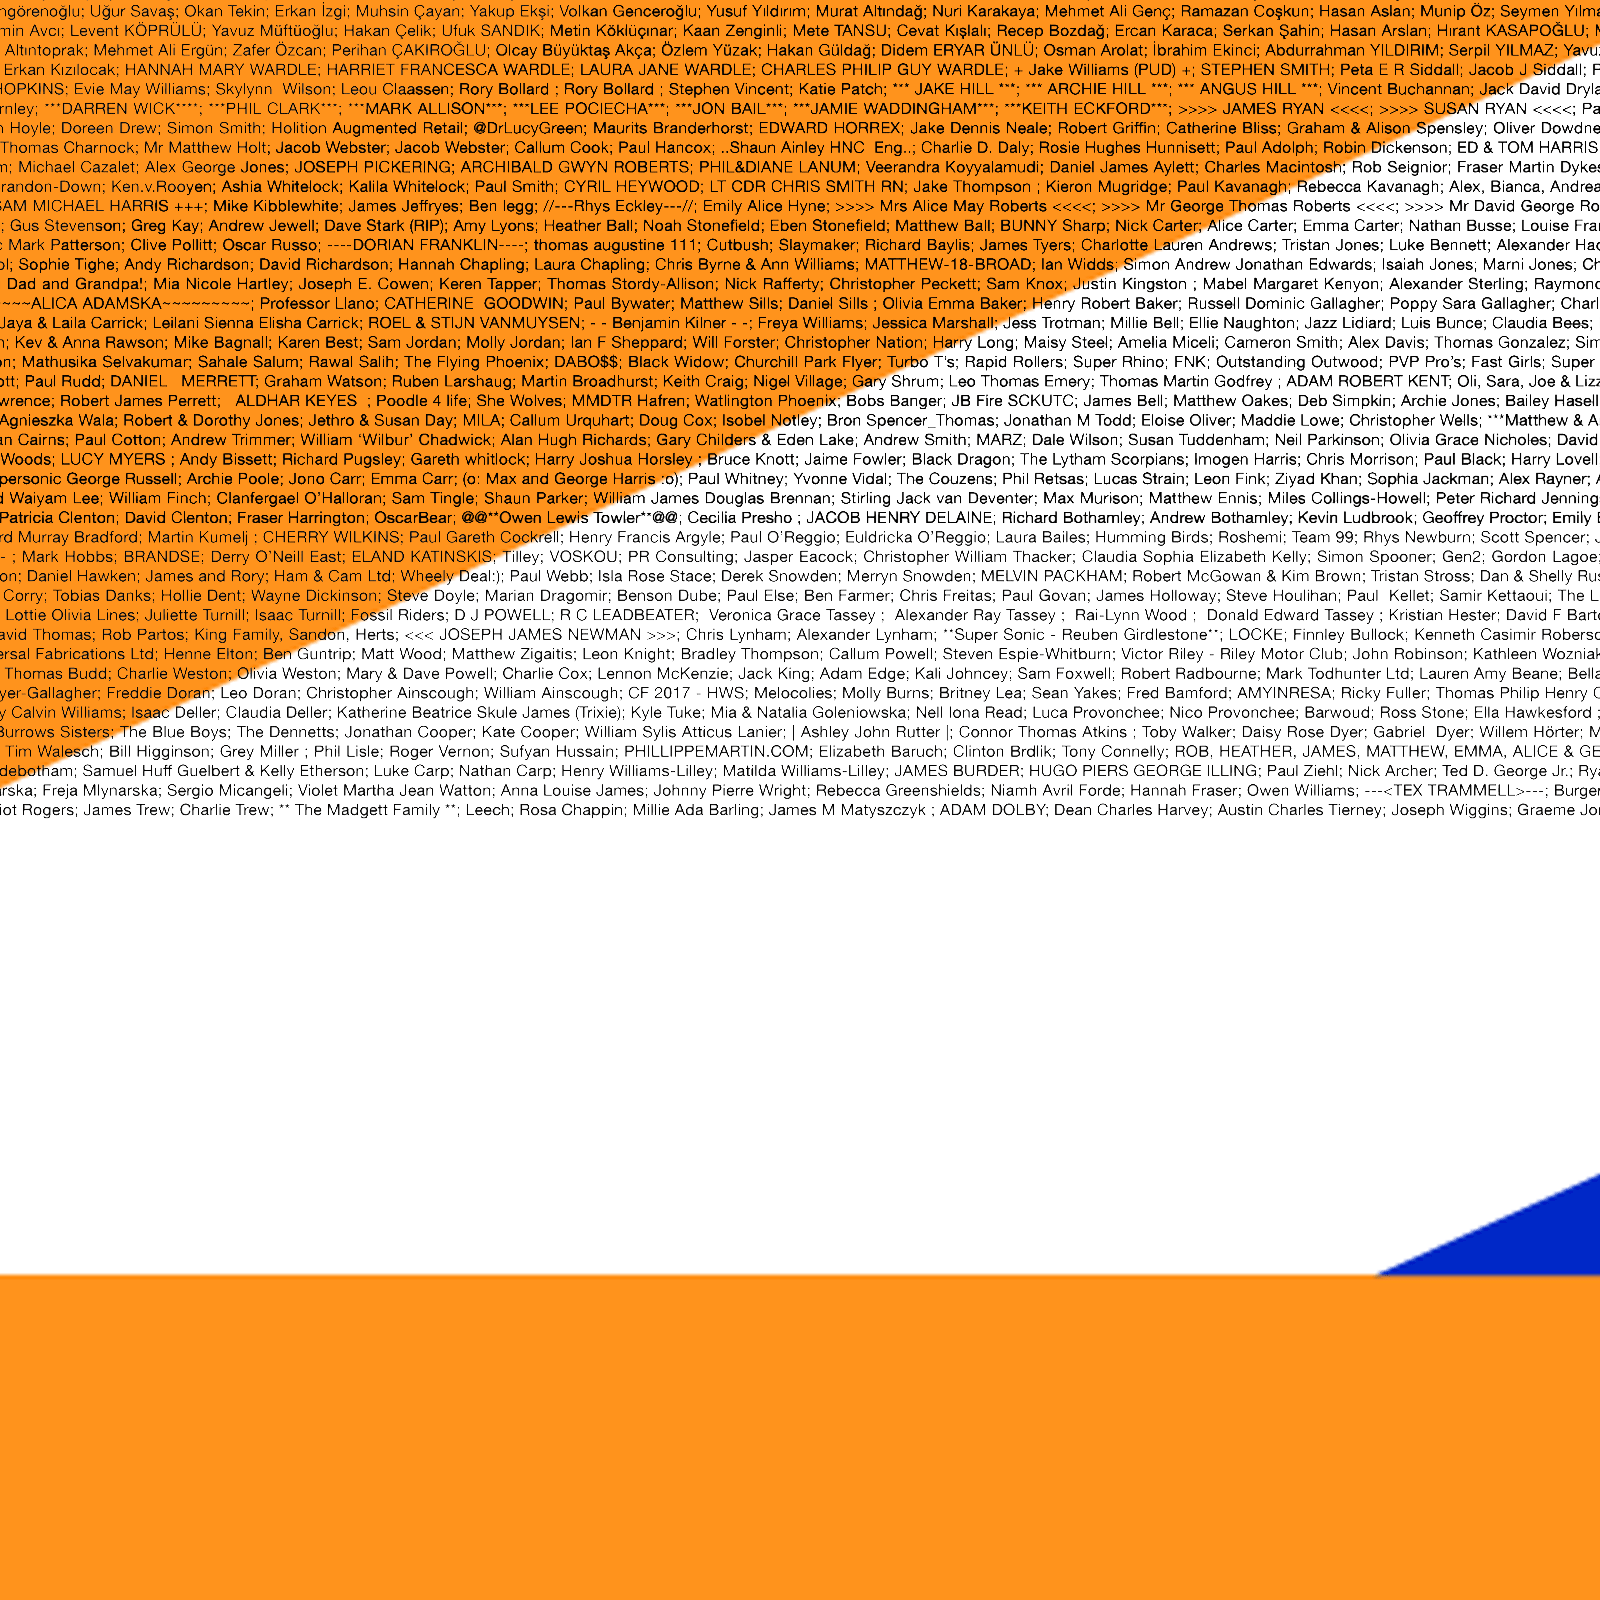 ngörenoğlu; Uğur Savaş; Okan Tekin; Erkan İzgi; Muhsin Çayan; Yakup Ekşi; Volkan Genceroğlu; Yusuf Yıldırım; Murat Altındağ; Nuri Karakaya; Mehmet Ali Genç; Ramazan Coşkun; Hasan Aslan; Munip Öz; Seymen Yılma
min Avcı; Levent KÖPRÜLÜ; Yavuz Müftüoğlu; Hakan Çelik; Ufuk SANDIK; Metin Köklüçınar; Kaan Zenginli; Mete TANSU; Cevat Kışlalı; Recep Bozdağ; Ercan Karaca; Serkan Şahin; Hasan Arslan; Hırant KASAPOĞLU; M
Altıntoprak; Mehmet Ali Ergün; Zafer Özcan; Perihan ÇAKIROĞLU; Olcay Büyüktaş Akça; Özlem Yüzak; Hakan Güldağ; Didem ERYAR ÜNLÜ; Osman Arolat; İbrahim Ekinci; Abdurrahman YILDIRIM; Serpil YILMAZ; Yavuz
Erkan Kızılocak; HANNAH MARY WARDLE; HARRIET FRANCESCA WARDLE; LAURA JANE WARDLE; CHARLES PHILIP GUY WARDLE; + Jake Williams (PUD) +; STEPHEN SMITH; Peta E R Siddall; Jacob J Siddall; P
HOPKINS; Evie May Williams; Skylynn Wilson; Leou Claassen; Rory Bollard ; Rory Bollard ; Stephen Vincent; Katie Patch; *** JAKE HILL ***; *** ARCHIE HILL ***; *** ANGUS HILL ***; Vincent Buchannan; Jack David Dryla
rnley; ***DARREN WICK****; ***PHIL CLARK***; ***MARK ALLISON***; ***LEE POCIECHA***; ***JON BAIL***; ***JAMIE WADDINGHAM***; ***KEITH ECKFORD***; >>>> JAMES RYAN <<<<; >>>> SUSAN RYAN <<<<; Pa
n Hoyle; Doreen Drew; Simon Smith; Holition Augmented Retail; @DrLucyGreen; Maurits Branderhorst; EDWARD HORREX; Jake Dennis Neale; Robert Griffin; Catherine Bliss; Graham & Alison Spensley; Oliver Dowdne
Thomas Charnock; Mr Matthew Holt; Jacob Webster; Jacob Webster; Callum Cook; Paul Hancox; ..Shaun Ainley HNC Eng..; Charlie D. Daly; Rosie Hughes Hunnisett; Paul Adolph; Robin Dickenson; ED & TOM HARRIS
m; Michael Cazalet; Alex George Jones; JOSEPH PICKERING; ARCHIBALD GWYN ROBERTS; PHIL&DIANE LANUM; Veerandra Koyyalamudi; Daniel James Aylett; Charles Macintosh; Rob Seignior; Fraser Martin Dykes
randon-Down; Ken.v.Rooyen; Ashia Whitelock; Kalila Whitelock; Paul Smith; CYRIL HEYWOOD; LT CDR CHRIS SMITH RN; Jake Thompson ; Kieron Mugridge; Paul Kavanagh; Rebecca Kavanagh; Alex, Bianca, Andrea
SAM MICHAEL HARRIS +++; Mike Kibblewhite; James Jeffryes; Ben legg; //---Rhys Eckley---//; Emily Alice Hyne; >>>> Mrs Alice May Roberts <<<<; >>>> Mr George Thomas Roberts <<<<; >>>> Mr David George Ro
; Gus Stevenson; Greg Kay; Andrew Jewell; Dave Stark (RIP); Amy Lyons; Heather Ball; Noah Stonefield; Eben Stonefield; Matthew Ball; BUNNY Sharp; Nick Carter; Alice Carter; Emma Carter; Nathan Busse; Louise Fra
Mark Patterson; Clive Pollitt; Oscar Russo; ----DORIAN FRANKLIN----; thomas augustine 111; Cutbush; Slaymaker; Richard Baylis; James Tyers; Charlotte Lauren Andrews; Tristan Jones; Luke Bennett; Alexander Hac
ol; Sophie Tighe; Andy Richardson; David Richardson; Hannah Chapling; Laura Chapling; Chris Byrne & Ann Williams; MATTHEW-18-BROAD; Ian Widds; Simon Andrew Jonathan Edwards; Isaiah Jones; Marni Jones; Ch
Dad and Grandpa!; Mia Nicole Hartley; Joseph E. Cowen; Keren Tapper; Thomas Stordy-Allison; Nick Rafferty; Christopher Peckett; Sam Knox; Justin Kingston ; Mabel Margaret Kenyon; Alexander Sterling; Raymond
~~~~ALICA ADAMSKA~~~~~~~~~; Professor Llano; CATHERINE GOODWIN; Paul Bywater; Matthew Sills; Daniel Sills ; Olivia Emma Baker; Henry Robert Baker; Russell Dominic Gallagher; Poppy Sara Gallagher; Charl
Jaya & Laila Carrick; Leilani Sienna Elisha Carrick; ROEL & STIJN VANMUYSEN; - - Benjamin Kilner - -; Freya Williams; Jessica Marshall; Jess Trotman; Millie Bell; Ellie Naughton; Jazz Lidiard; Luis Bunce; Claudia Bees;
n; Kev & Anna Rawson; Mike Bagnall; Karen Best; Sam Jordan; Molly Jordan; Ian F Sheppard; Will Forster; Christopher Nation; Harry Long; Maisy Steel; Amelia Miceli; Cameron Smith; Alex Davis; Thomas Gonzalez; Sim
on; Mathusika Selvakumar; Sahale Salum; Rawal Salih; The Flying Phoenix; DABO$$; Black Widow; Churchill Park Flyer; Turbo T's; Rapid Rollers; Super Rhino; FNK; Outstanding Outwood; PVP Pro's; Fast Girls; Super
ott; Paul Rudd; DANIEL MERRETT; Graham Watson; Ruben Larshaug; Martin Broadhurst; Keith Craig; Nigel Village; Gary Shrum; Leo Thomas Emery; Thomas Martin Godfrey ; ADAM ROBERT KENT; Oli, Sara, Joe & Lizz
wrence; Robert James Perrett; ALDHAR KEYES ; Poodle 4 life; She Wolves; MMDTR Hafren; Watlington Phoenix; Bobs Banger; JB Fire SCKUTC; James Bell; Matthew Oakes; Deb Simpkin; Archie Jones; Bailey Hasell
Agnieszka Wala; Robert & Dorothy Jones; Jethro & Susan Day; MILA; Callum Urquhart; Doug Cox; Isobel Notley; Bron Spencer_Thomas; Jonathan M Todd; Eloise Oliver; Maddie Lowe; Christopher Wells; ***Matthew & A
an Cairns; Paul Cotton; Andrew Trimmer; William 'Wilbur' Chadwick; Alan Hugh Richards; Gary Childers & Eden Lake; Andrew Smith; MARZ; Dale Wilson; Susan Tuddenham; Neil Parkinson; Olivia Grace Nicholes; David
Woods; LUCY MYERS ; Andy Bissett; Richard Pugsley; Gareth whitlock; Harry Joshua Horsley ; Bruce Knott; Jaime Fowler; Black Dragon; The Lytham Scorpians; Imogen Harris; Chris Morrison; Paul Black; Harry Lovell
personic George Russell; Archie Poole; Jono Carr; Emma Carr; (o: Max and George Harris :o); Paul Whitney; Yvonne Vidal; The Couzens; Phil Retsas; Lucas Strain; Leon Fink; Ziyad Khan; Sophia Jackman; Alex Rayner; A
d Waiyam Lee; William Finch; Clanfergael O'Halloran; Sam Tingle; Shaun Parker; William James Douglas Brennan; Stirling Jack van Deventer; Max Murison; Matthew Ennis; Miles Collings-Howell; Peter Richard Jenning
Patricia Clenton; David Clenton; Fraser Harrington; OscarBear; @@**Owen Lewis Towler**@@; Cecilia Presho ; JACOB HENRY DELAINE; Richard Bothamley; Andrew Bothamley; Kevin Ludbrook; Geoffrey Proctor; Emily E
rd Murray Bradford; Martin Kumelj ; CHERRY WILKINS; Paul Gareth Cockrell; Henry Francis Argyle; Paul O'Reggio; Euldricka O'Reggio; Laura Bailes; Humming Birds; Roshemi; Team 99; Rhys Newburn; Scott Spencer; J
- ; Mark Hobbs; BRANDSE; Derry O'Neill East; ELAND KATINSKIS; Tilley; VOSKOU; PR Consulting; Jasper Eacock; Christopher William Thacker; Claudia Sophia Elizabeth Kelly; Simon Spooner; Gen2; Gordon Lagoe;
on; Daniel Hawken; James and Rory; Ham & Cam Ltd; Wheely Deal:); Paul Webb; Isla Rose Stace; Derek Snowden; Merryn Snowden; MELVIN PACKHAM; Robert McGowan & Kim Brown; Tristan Stross; Dan & Shelly Rus
Corry; Tobias Danks; Hollie Dent; Wayne Dickinson; Steve Doyle; Marian Dragomir; Benson Dube; Paul Else; Ben Farmer; Chris Freitas; Paul Govan; James Holloway; Steve Houlihan; Paul Kellet; Samir Kettaoui; The L
Lottie Olivia Lines; Juliette Turnill; Isaac Turnill; Fossil Riders; D J POWELL; R C LEADBEATER; Veronica Grace Tassey ; Alexander Ray Tassey ; Rai-Lynn Wood ; Donald Edward Tassey ; Kristian Hester; David F Barte
avid Thomas; Rob Partos; King Family, Sandon, Herts; <<< JOSEPH JAMES NEWMAN >>>; Chris Lynham; Alexander Lynham; **Super Sonic - Reuben Girdlestone**; LOCKE; Finnley Bullock; Kenneth Casimir Roberso
ersal Fabrications Ltd; Henne Elton; Ben Guntrip; Matt Wood; Matthew Zigaitis; Leon Knight; Bradley Thompson; Callum Powell; Steven Espie-Whitburn; Victor Riley - Riley Motor Club; John Robinson; Kathleen Wozniak
Thomas Budd; Charlie Weston; Olivia Weston; Mary & Dave Powell; Charlie Cox; Lennon McKenzie; Jack King; Adam Edge; Kali Johncey; Sam Foxwell; Robert Radbourne; Mark Todhunter Ltd; Lauren Amy Beane; Bella
yer-Gallagher; Freddie Doran; Leo Doran; Christopher Ainscough; William Ainscough; CF 2017 - HWS; Melocolies; Molly Burns; Britney Lea; Sean Yakes; Fred Bamford; AMYINRESA; Ricky Fuller; Thomas Philip Henry C
y Calvin Williams; Isaac Deller; Claudia Deller; Katherine Beatrice Skule James (Trixie); Kyle Tuke; Mia & Natalia Goleniowska; Nell Iona Read; Luca Provonchee; Nico Provonchee; Barwoud; Ross Stone; Ella Hawkesford ;
Burrows Sisters; The Blue Boys; The Dennetts; Jonathan Cooper; Kate Cooper; William Sylis Atticus Lanier; | Ashley John Rutter |; Connor Thomas Atkins ; Toby Walker; Daisy Rose Dyer; Gabriel Dyer; Willem Hörter; M
Tim Walesch; Bill Higginson; Grey Miller ; Phil Lisle; Roger Vernon; Sufyan Hussain; PHILLIPPEMARTIN.COM; Elizabeth Baruch; Clinton Brdlik; Tony Connelly; ROB, HEATHER, JAMES, MATTHEW, EMMA, ALICE & GE
debotham; Samuel Huff Guelbert & Kelly Etherson; Luke Carp; Nathan Carp; Henry Williams-Lilley; Matilda Williams-Lilley; JAMES BURDER; HUGO PIERS GEORGE ILLING; Paul Ziehl; Nick Archer; Ted D. George Jr.; Rya
rska; Freja Mlynarska; Sergio Micangeli; Violet Martha Jean Watton; Anna Louise James; Johnny Pierre Wright; Rebecca Greenshields; Niamh Avril Forde; Hannah Fraser; Owen Williams; ---<TEX TRAMMELL>---; Burger
iot Rogers; James Trew; Charlie Trew; ** The Madgett Family **; Leech; Rosa Chappin; Millie Ada Barling; James M Matyszczyk ; ADAM DOLBY; Dean Charles Harvey; Austin Charles Tierney; Joseph Wiggins; Graeme Jo